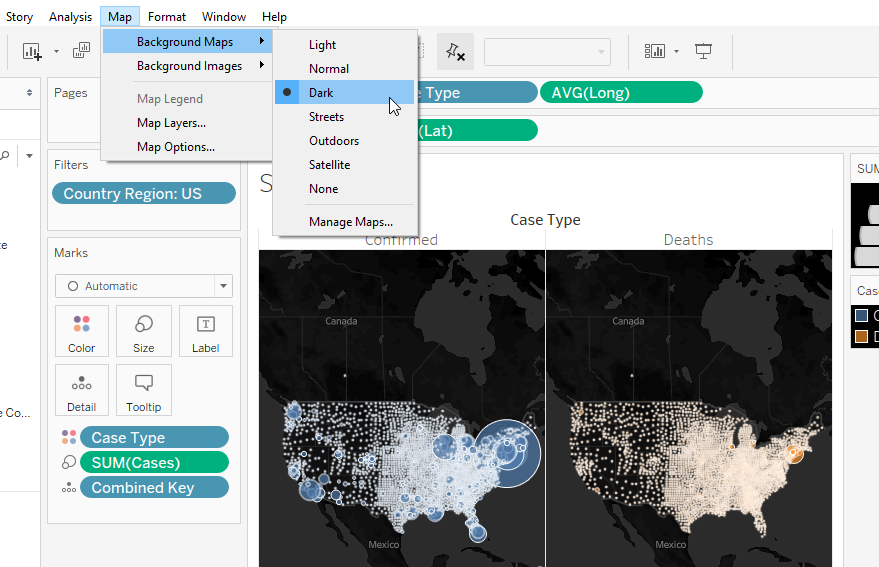 Story Analysis Map Format Window Help
Background Maps
Background Images
Map Legend
Map Layers...
Map Options...
Light
Normal
Dark
Streets
Outdoors
Satellite
None
Manage Maps...
Pages
Type
AVG(Long)
(Lat)
Filters
Country Region: US
Marks
Automatic
Color
Size
Label
Detail
Tooltip
Case Type
SUM(Cases)
Combined Key
e Co...
S
Case Type
Confirmed
Deaths
Canada
Canada
Mexico
Mexico
SUM
Case
C
D